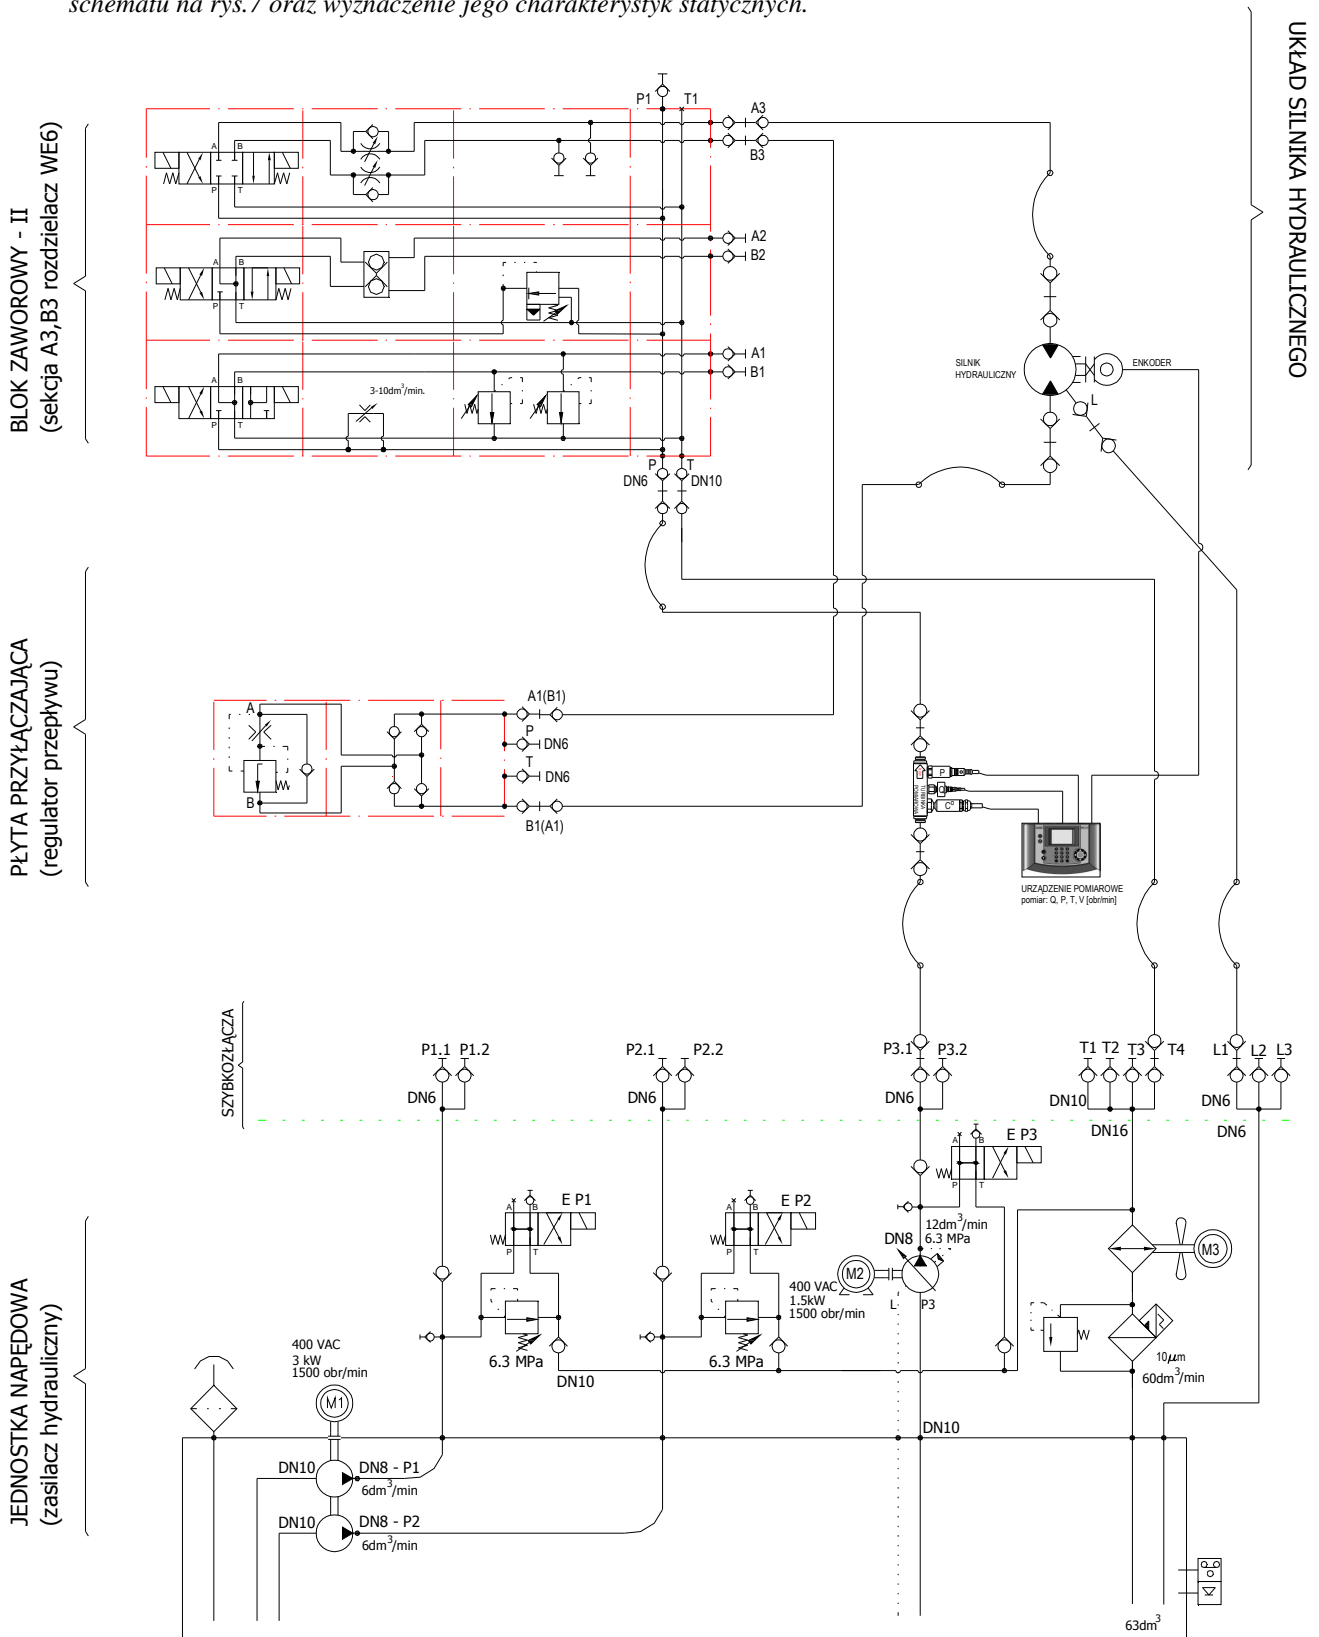 schematu na rys.7 oraz wyznaczenie jego charakterystyk statycznych.
UKŁAD SILNIKA HYDRAULICZNEGO
BLOK ZAWOROWY - II
(sekcja A3,B3 rozdzielacz WE6)
P1
T1
A3
B3
A
B
P
T
A2
B2
A
B
P
T
A1
B1
A
B
P
T
3-10dm3/min.
P
T
DN6
DN10
SILNIK
HYDRAULICZNY
ENKODER
L
PŁYTA PRZYŁĄCZAJĄCA
(regulator przepływu)
A
B
A1(B1)
P
DN6
T
DN6
B1(A1)
TURBINKA
POMIAROWA
P
Q
C°
URZĄDZENIE POMIAROWE
pomiar: Q, P, T, V [obr/min]
SZYBKOZŁĄCZA
P1.1
P1.2
DN6
P2.1
P2.2
DN6
P3.1
P3.2
DN6
T1
T2
T3
T4
DN10
DN16
L1
L2
L3
DN6
DN6
JEDNOSTKA NAPĘDOWA
(zasilacz hydrauliczny)
E P1
A
B
P
T
6.3 MPa
DN10
E P2
A
B
P
T
6.3 MPa
E P3
A
B
P
T
12dm3/min
6.3 MPa
DN8
M2
400 VAC
1.5kW
1500 obr/min
L
P3
M3
10µm
60dm3/min
400 VAC
3 kW
1500 obr/min
M1
DN10
DN10
DN8 - P1
6dm3/min
DN10
DN8 - P2
6dm3/min
63dm3